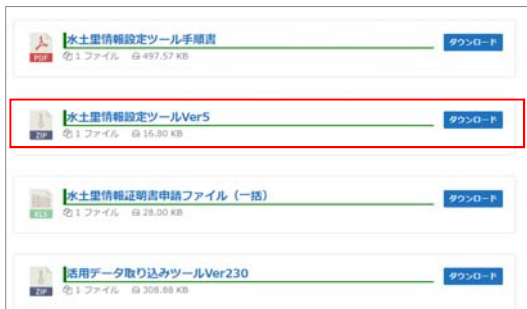 水土里情報設定ツール手順書
ダウンロード
PDF
1 ファイル 497.57 KB
水土里情報設定ツールVer5
ダウンロード
ZIP
1 ファイル 16.80 KB
水土里情報証明書申請ファイル（一括）
ダウンロード
XLS
1 ファイル 28.00 KB
活用データ取り込みツールVer230
ダウンロード
ZIP
1 ファイル 308.88 KB